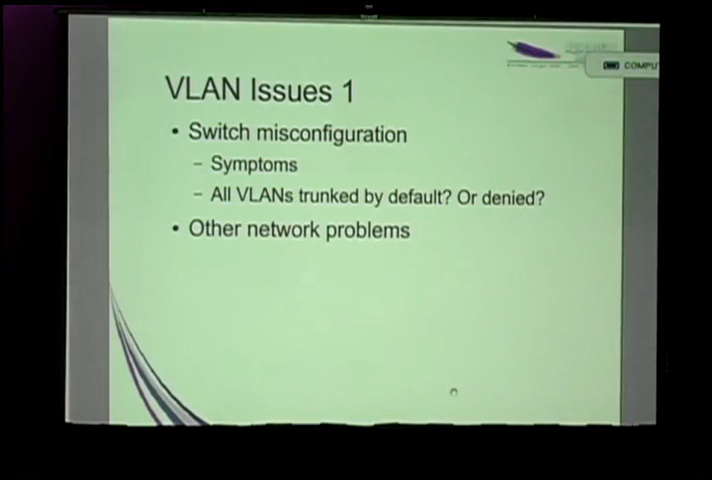 COMPU
VLAN Issues 1
• Switch misconfiguration
– Symptoms
– All VLANs trunked by default? Or denied?
• Other network problems